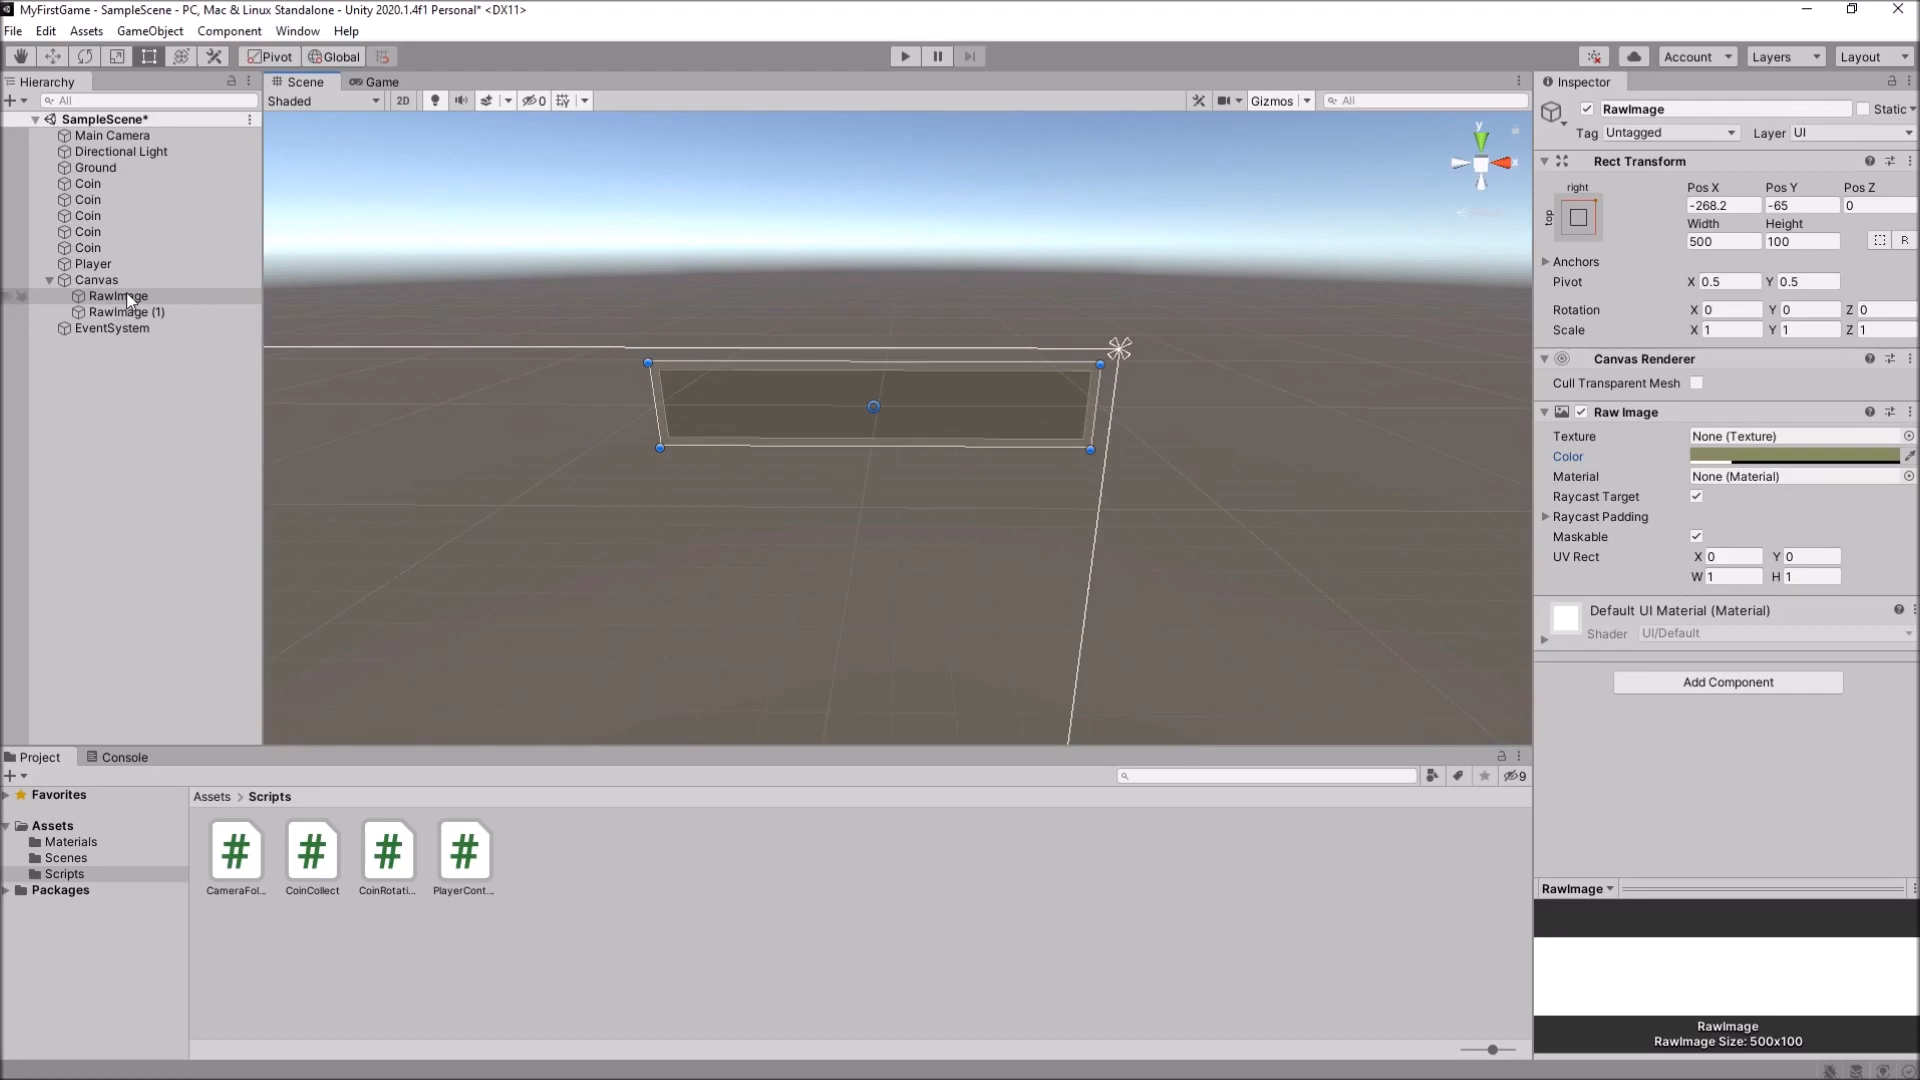 MyFirstGame - SampleScene - PC, Mac & Linux Standalone - Unity 2020.1.4f1 Personal* <DX11>
File Edit Assets GameObject Component Window Help
Pivot Global Account Layers Layout
Hierarchy
All
SampleScene*
Main Camera
Directional Light
Ground
Coin
Coin
Coin
Coin
Coin
Player
Canvas
RawImage
RawImage (1)
EventSystem
Scene Game
Shaded 2D 0 Gizmos All
y
x
Inspector
RawImage Static
Tag Untagged Layer UI
Rect Transform
right
top
Pos X Pos Y Pos Z
-268.2 -65 0
Width Height
500 100 R
Anchors
Pivot X 0.5 Y 0.5
Rotation X 0 Y 0 Z 0
Scale X 1 Y 1 Z 1
Canvas Renderer
Cull Transparent Mesh
Raw Image
Texture None (Texture)
Color
Material None (Material)
Raycast Target
Raycast Padding
Maskable
UV Rect X 0 Y 0
W 1 H 1
Default UI Material (Material)
Shader UI/Default
Add Component
Project Console
9
Favorites
Assets
Materials
Scenes
Scripts
Packages
Assets > Scripts
CameraFol... CoinCollect CoinRotati... PlayerCont...
RawImage
RawImage
RawImage Size: 500x100